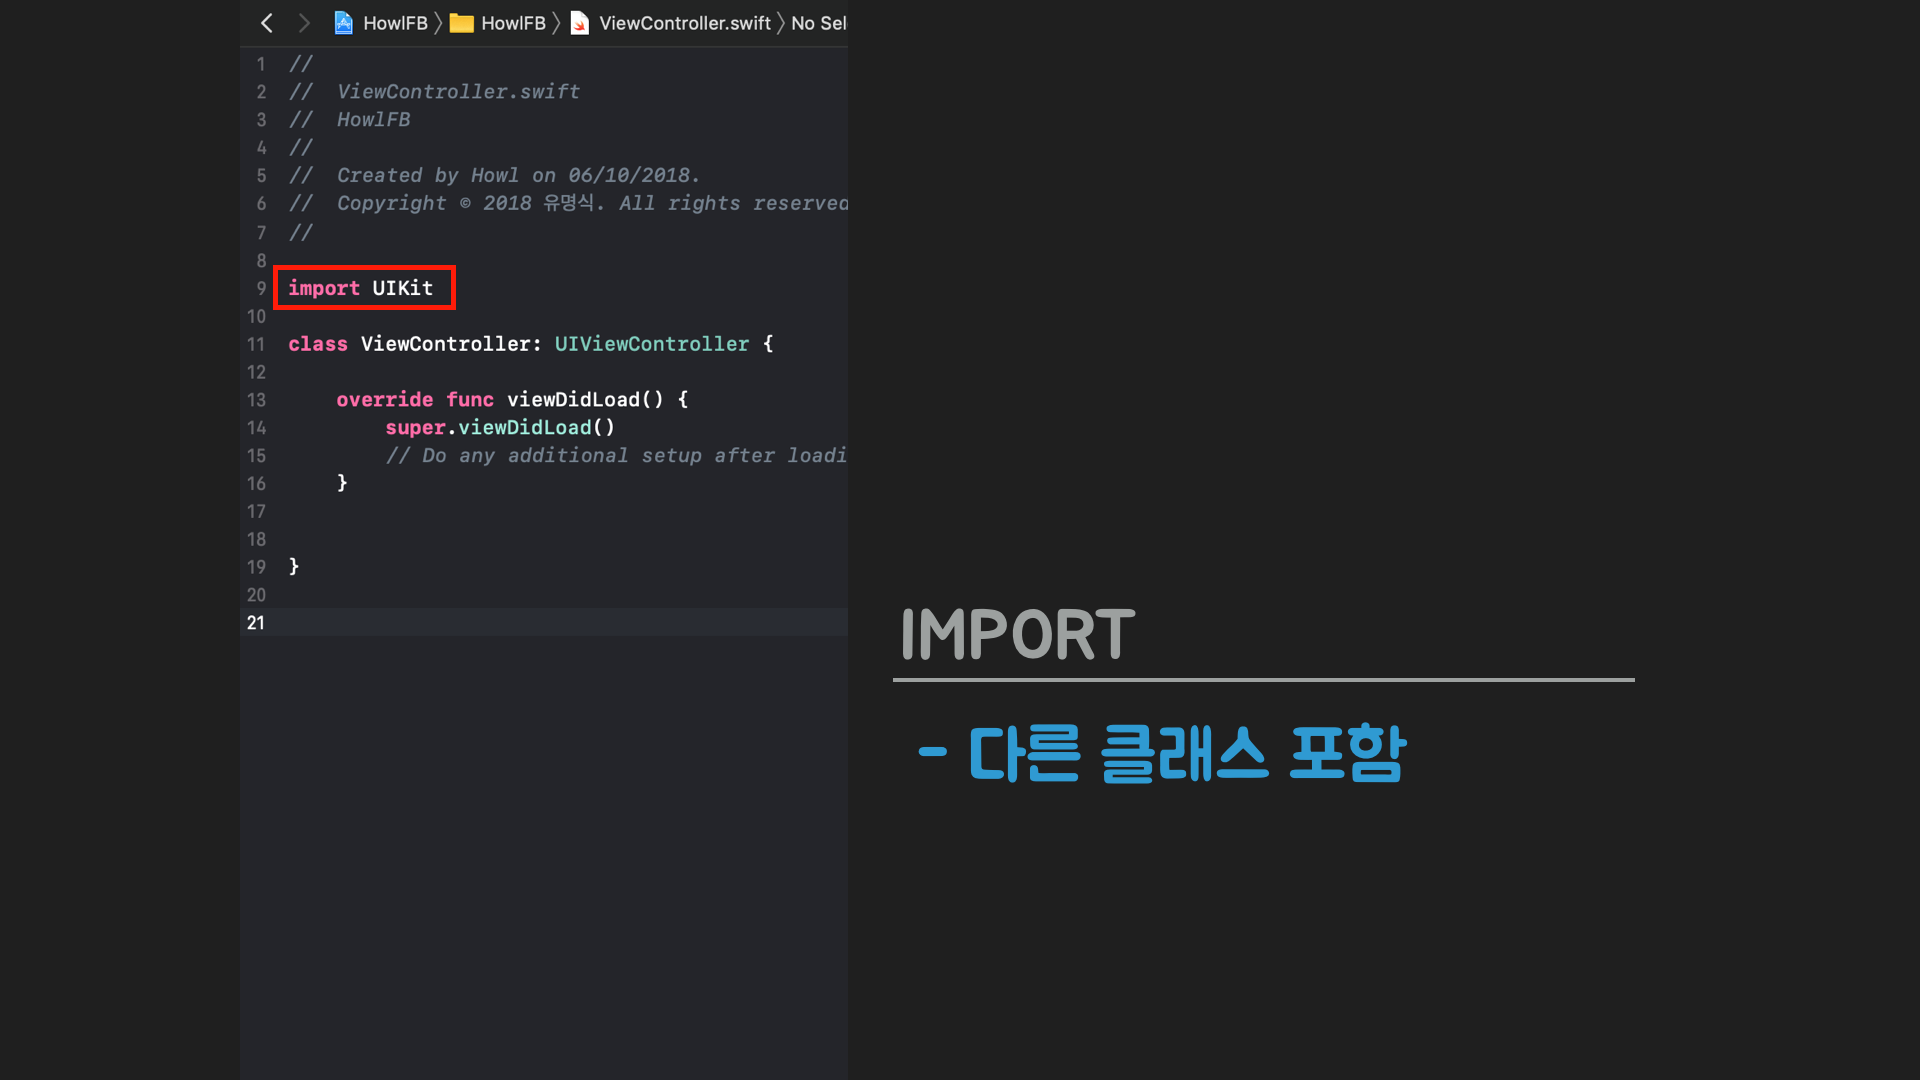 HowlFB 〉 HowlFB 〉 ViewController.swift 〉 No Sel
1 //
2 //  ViewController.swift
3 //  HowlFB
4 //
5 //  Created by Howl on 06/10/2018.
6 //  Copyright © 2018 유명식. All rights reserved
7 //
8
9 import UIKit
10
11 class ViewController: UIViewController {
12
13     override func viewDidLoad() {
14         super.viewDidLoad()
15         // Do any additional setup after loadi
16     }
17
18
19 }
20
21
IMPORT
- 다른 클래스 포함